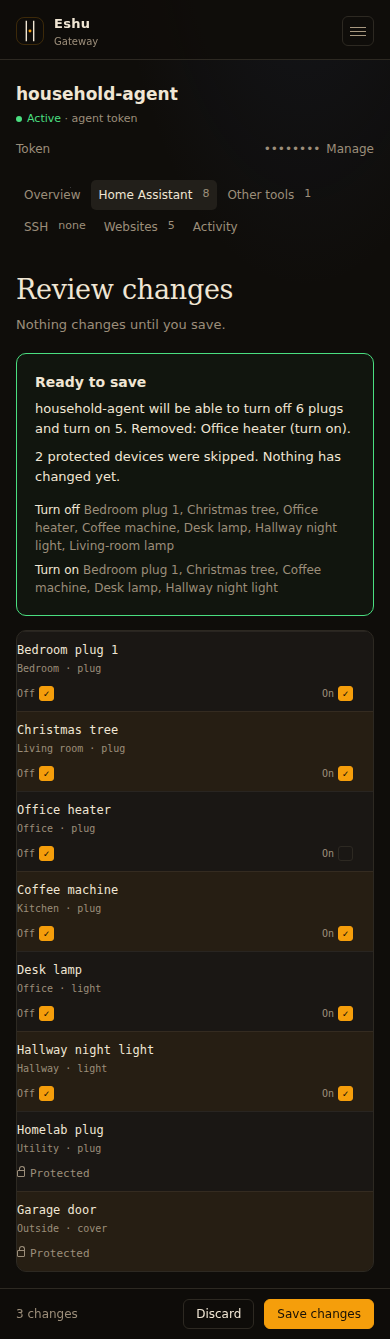 Eshu
Gateway
household-agent
Active · agent token
Token •••••••• Manage
Overview Home Assistant 8 Other tools 1
SSH none Websites 5 Activity
Review changes
Nothing changes until you save.
Ready to save
household-agent will be able to turn off 6 plugs
and turn on 5. Removed: Office heater (turn on).
2 protected devices were skipped. Nothing has
changed yet.
Turn off Bedroom plug 1, Christmas tree, Office
heater, Coffee machine, Desk lamp, Hallway night
light, Living-room lamp
Turn on Bedroom plug 1, Christmas tree, Coffee
machine, Desk lamp, Hallway night light
Bedroom plug 1
Bedroom · plug
Off ✓ On ✓
Christmas tree
Living room · plug
Off ✓ On ✓
Office heater
Office · plug
Off ✓ On
Coffee machine
Kitchen · plug
Off ✓ On ✓
Desk lamp
Office · light
Off ✓ On ✓
Hallway night light
Hallway · light
Off ✓ On ✓
Homelab plug
Utility · plug
Protected
Garage door
Outside · cover
Protected
3 changes Discard Save changes